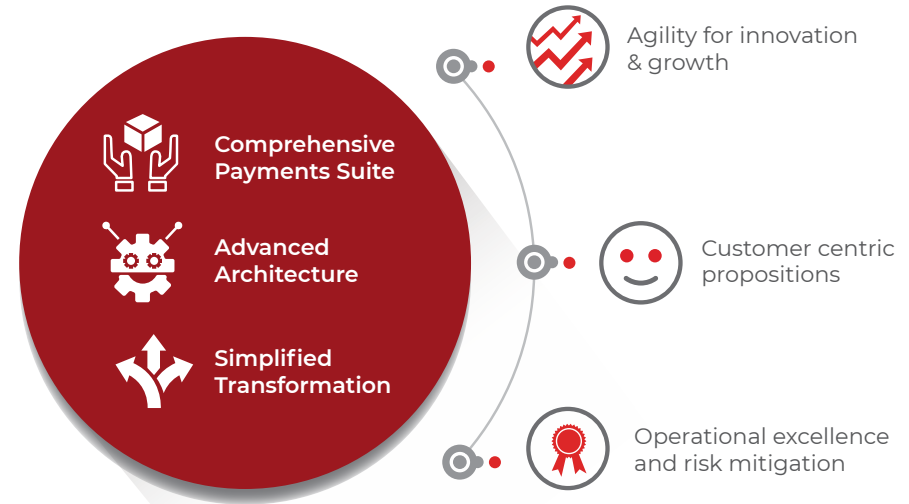 Comprehensive
Payments Suite
Advanced
Architecture
Simplified
Transformation
Agility for innovation
& growth
Customer centric
propositions
Operational excellence
and risk mitigation